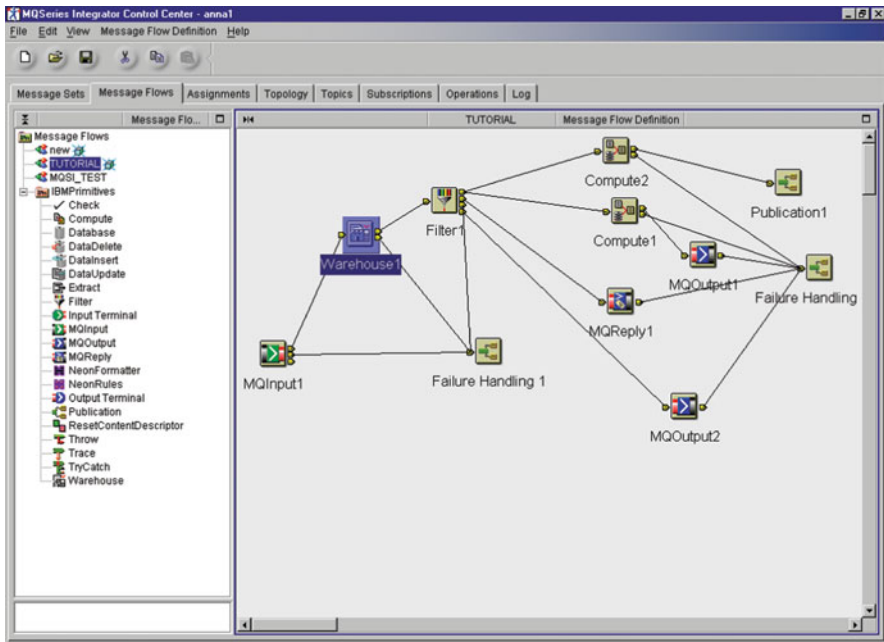 MQSeries Integrator Control Center - anna1
File Edit View Message Flow Definition Help
Message Sets Message Flows Assignments Topology Topics Subscriptions Operations Log
Message Flo...
TUTORIAL Message Flow Definition
Message Flows
new
TUTORIAL
MQSI_TEST
IBMPrimitives
Check
Compute
Database
DataDelete
DataInsert
DataUpdate
Extract
Filter
Input Terminal
MQInput
MQOutput
MQReply
NeonFormatter
NeonRules
Output Terminal
Publication
ResetContentDescriptor
Throw
Trace
TryCatch
Warehouse
Compute2
Publication1
Filter1
Compute1
Warehouse1
MQOutput1
Failure Handling
MQReply1
MQInput1
Failure Handling 1
MQOutput2